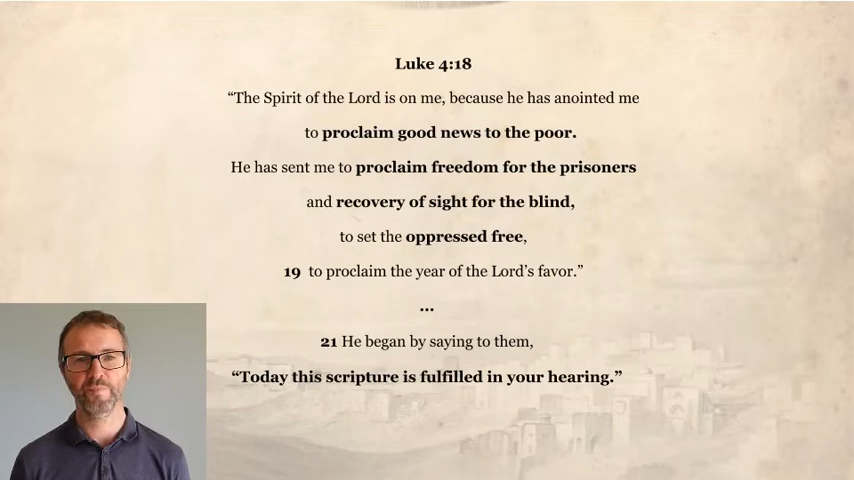 Luke 4:18
“The Spirit of the Lord is on me, because he has anointed me
to proclaim good news to the poor.
He has sent me to proclaim freedom for the prisoners
and recovery of sight for the blind,
to set the oppressed free,
19 to proclaim the year of the Lord’s favor.”
...
21 He began by saying to them,
“Today this scripture is fulfilled in your hearing.”